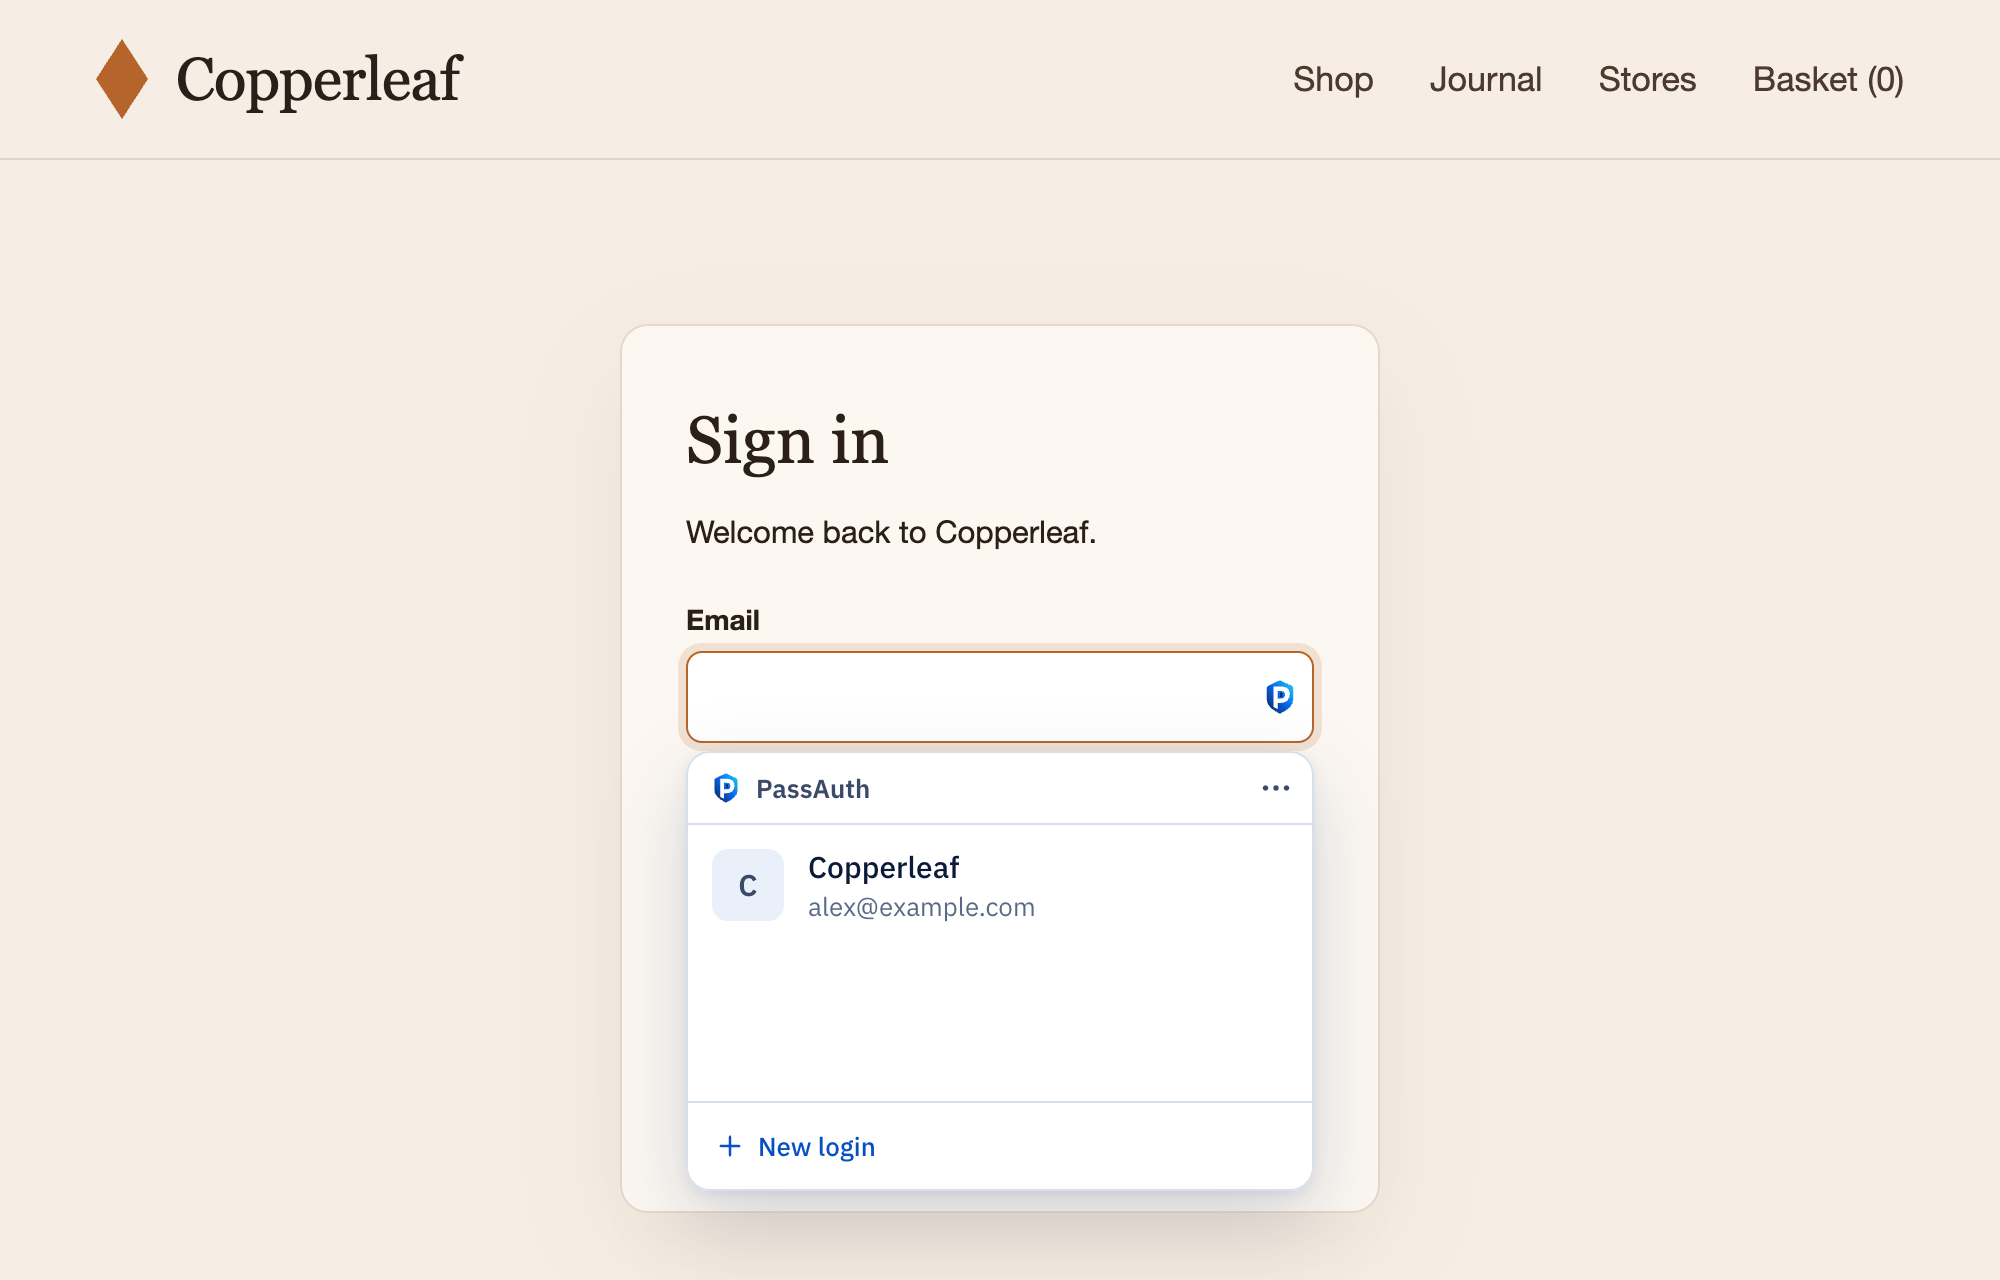 Copperleaf
Shop Journal Stores Basket (0)
Sign in
Welcome back to Copperleaf.
Email
PassAuth
C
Copperleaf
alex@example.com
New login